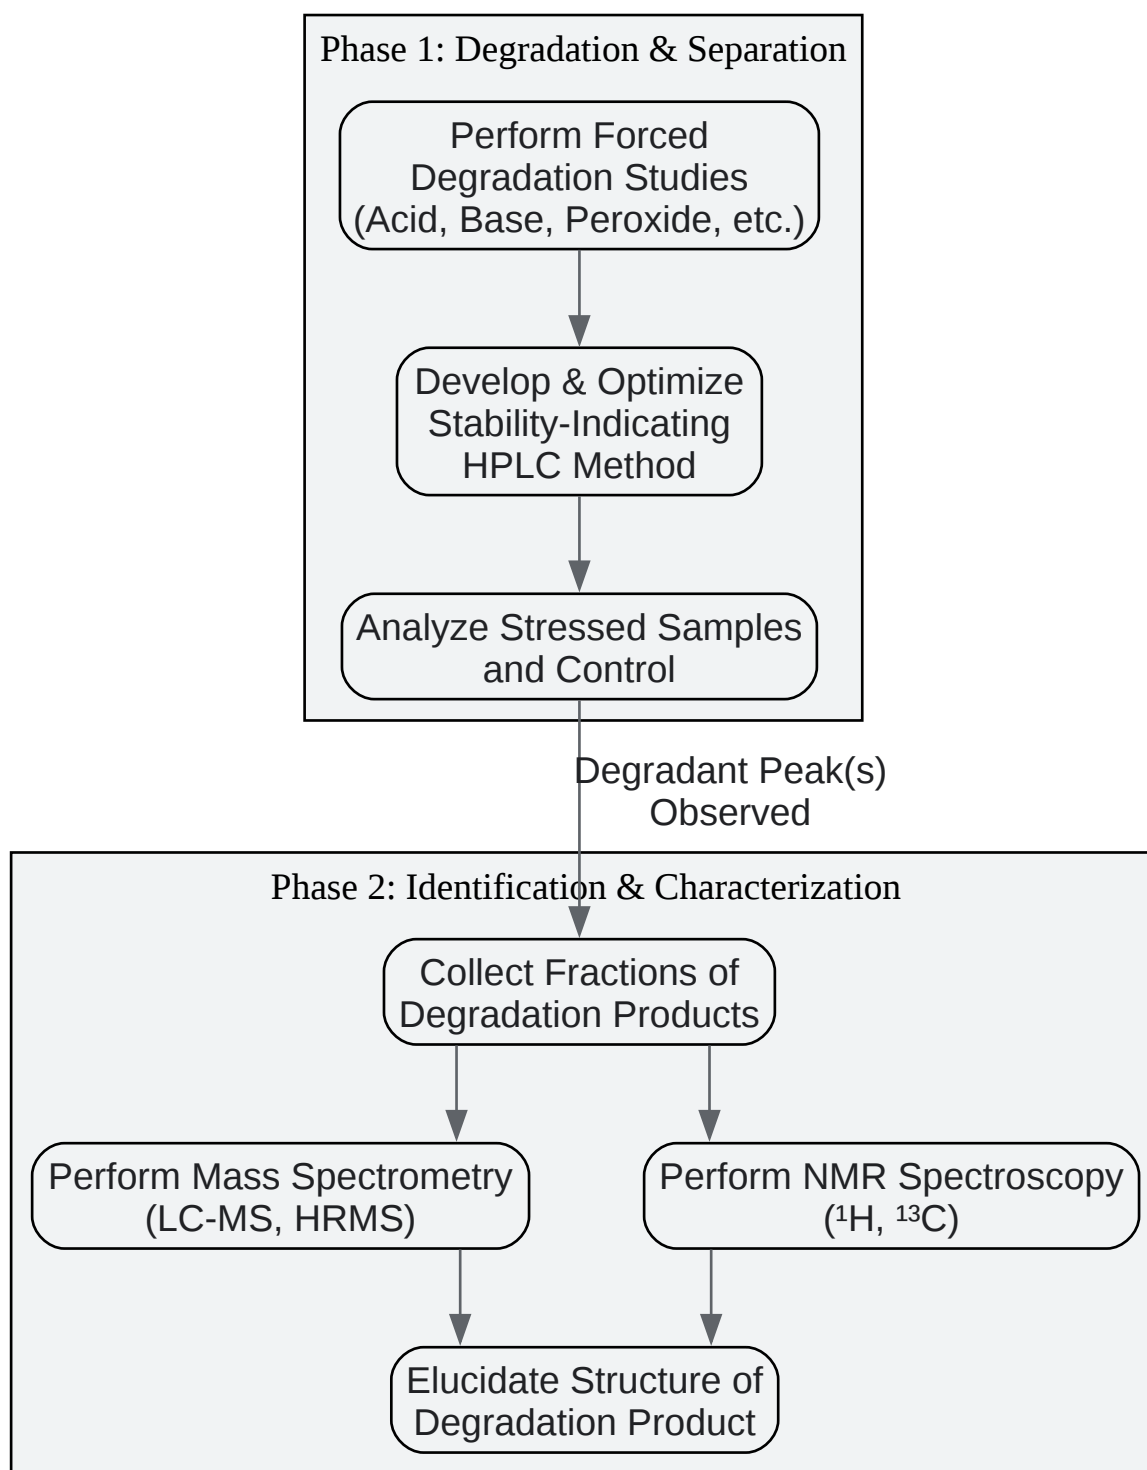 Phase 1: Degradation & Separation
Perform Forced
Degradation Studies
(Acid, Base, Peroxide, etc.)
Develop & Optimize
Stability-Indicating
HPLC Method
Analyze Stressed Samples
and Control
Degradant Peak(s)
Observed
Phase 2: Identification & Characterization
Collect Fractions of
Degradation Products
Perform Mass Spectrometry
(LC-MS, HRMS)
Perform NMR Spectroscopy
(¹H, ¹³C)
Elucidate Structure of
Degradation Product